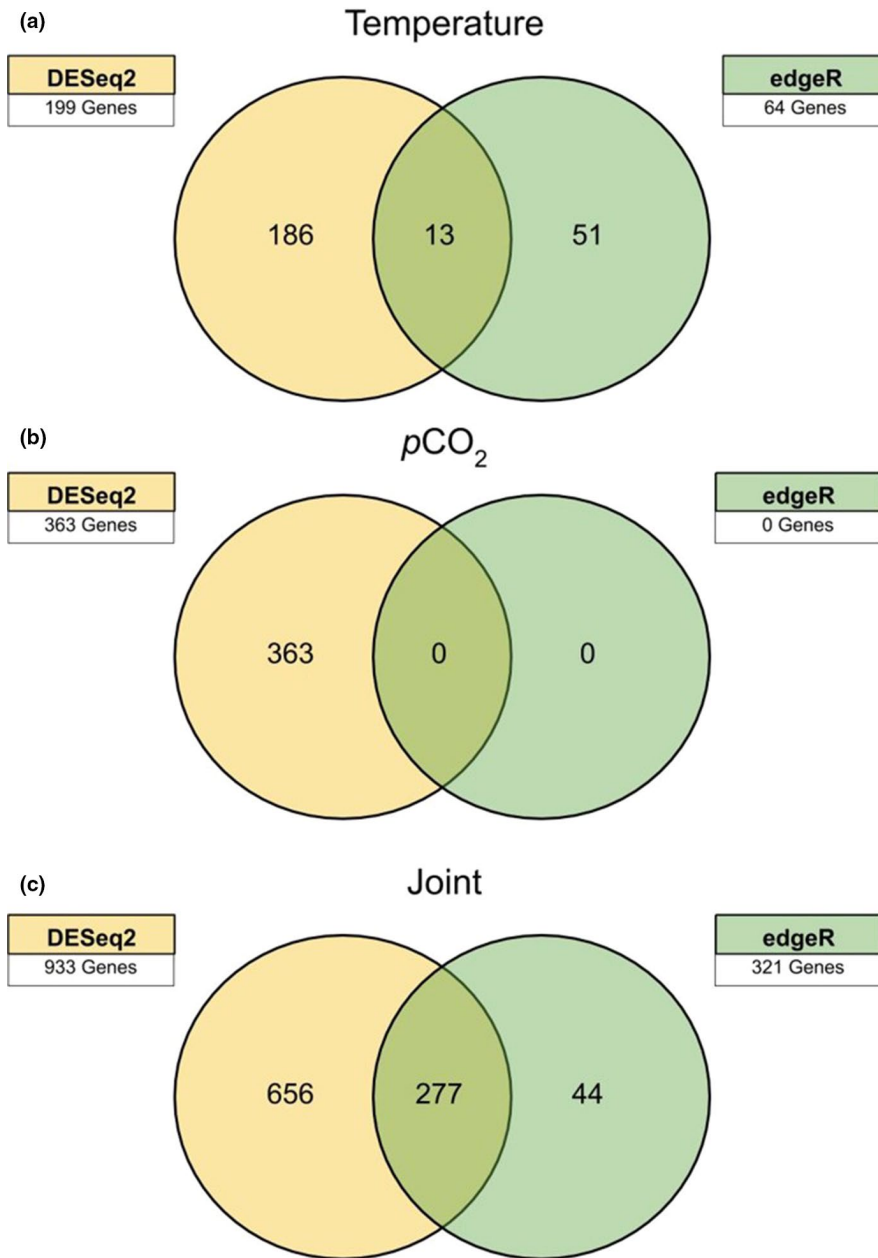 (a)
Temperature
DESeq2
199 Genes
edgeR
64 Genes
186
13
51
(b)
pCO₂
DESeq2
363 Genes
edgeR
0 Genes
363
0
0
(c)
Joint
DESeq2
933 Genes
edgeR
321 Genes
656
277
44